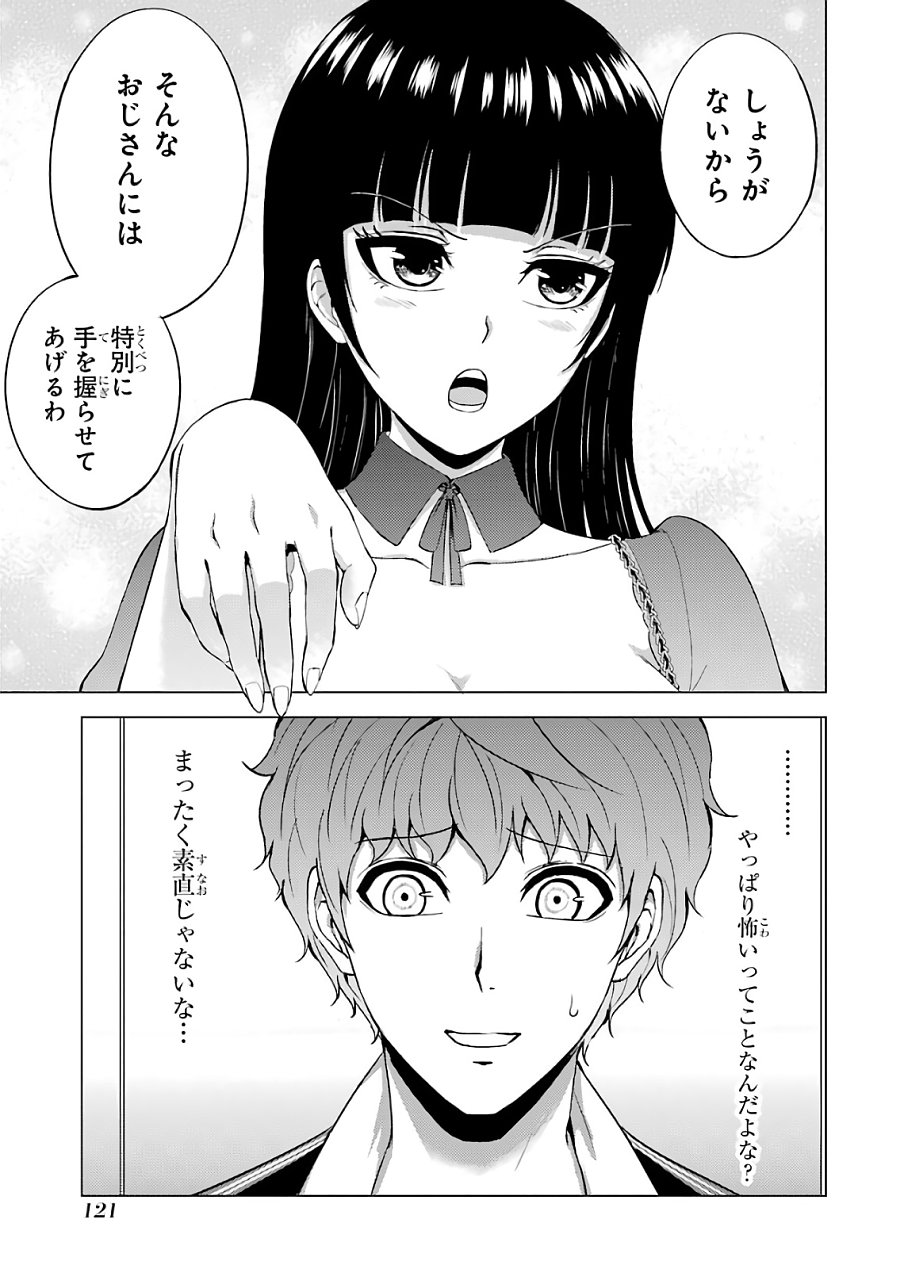 しょうが
ないから
そんな
おじさんには
特別に
手を握らせて
あげるわ
………
やっぱり怖いってことなんだよな?
まったく素直じゃないな…
121